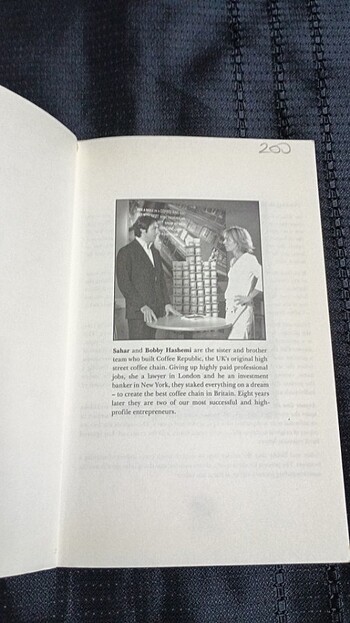 200
Sahar and Bobby Hashemi are the sister and brother
team who built Coffee Republic, the UK's original high
street coffee chain. Giving up highly paid professional
jobs, she a lawyer in London and he an investment
banker in New York, they staked everything on a dream
– to create the best coffee chain in Britain. Eight years
later they are two of our most successful and high-
profile entrepreneurs.